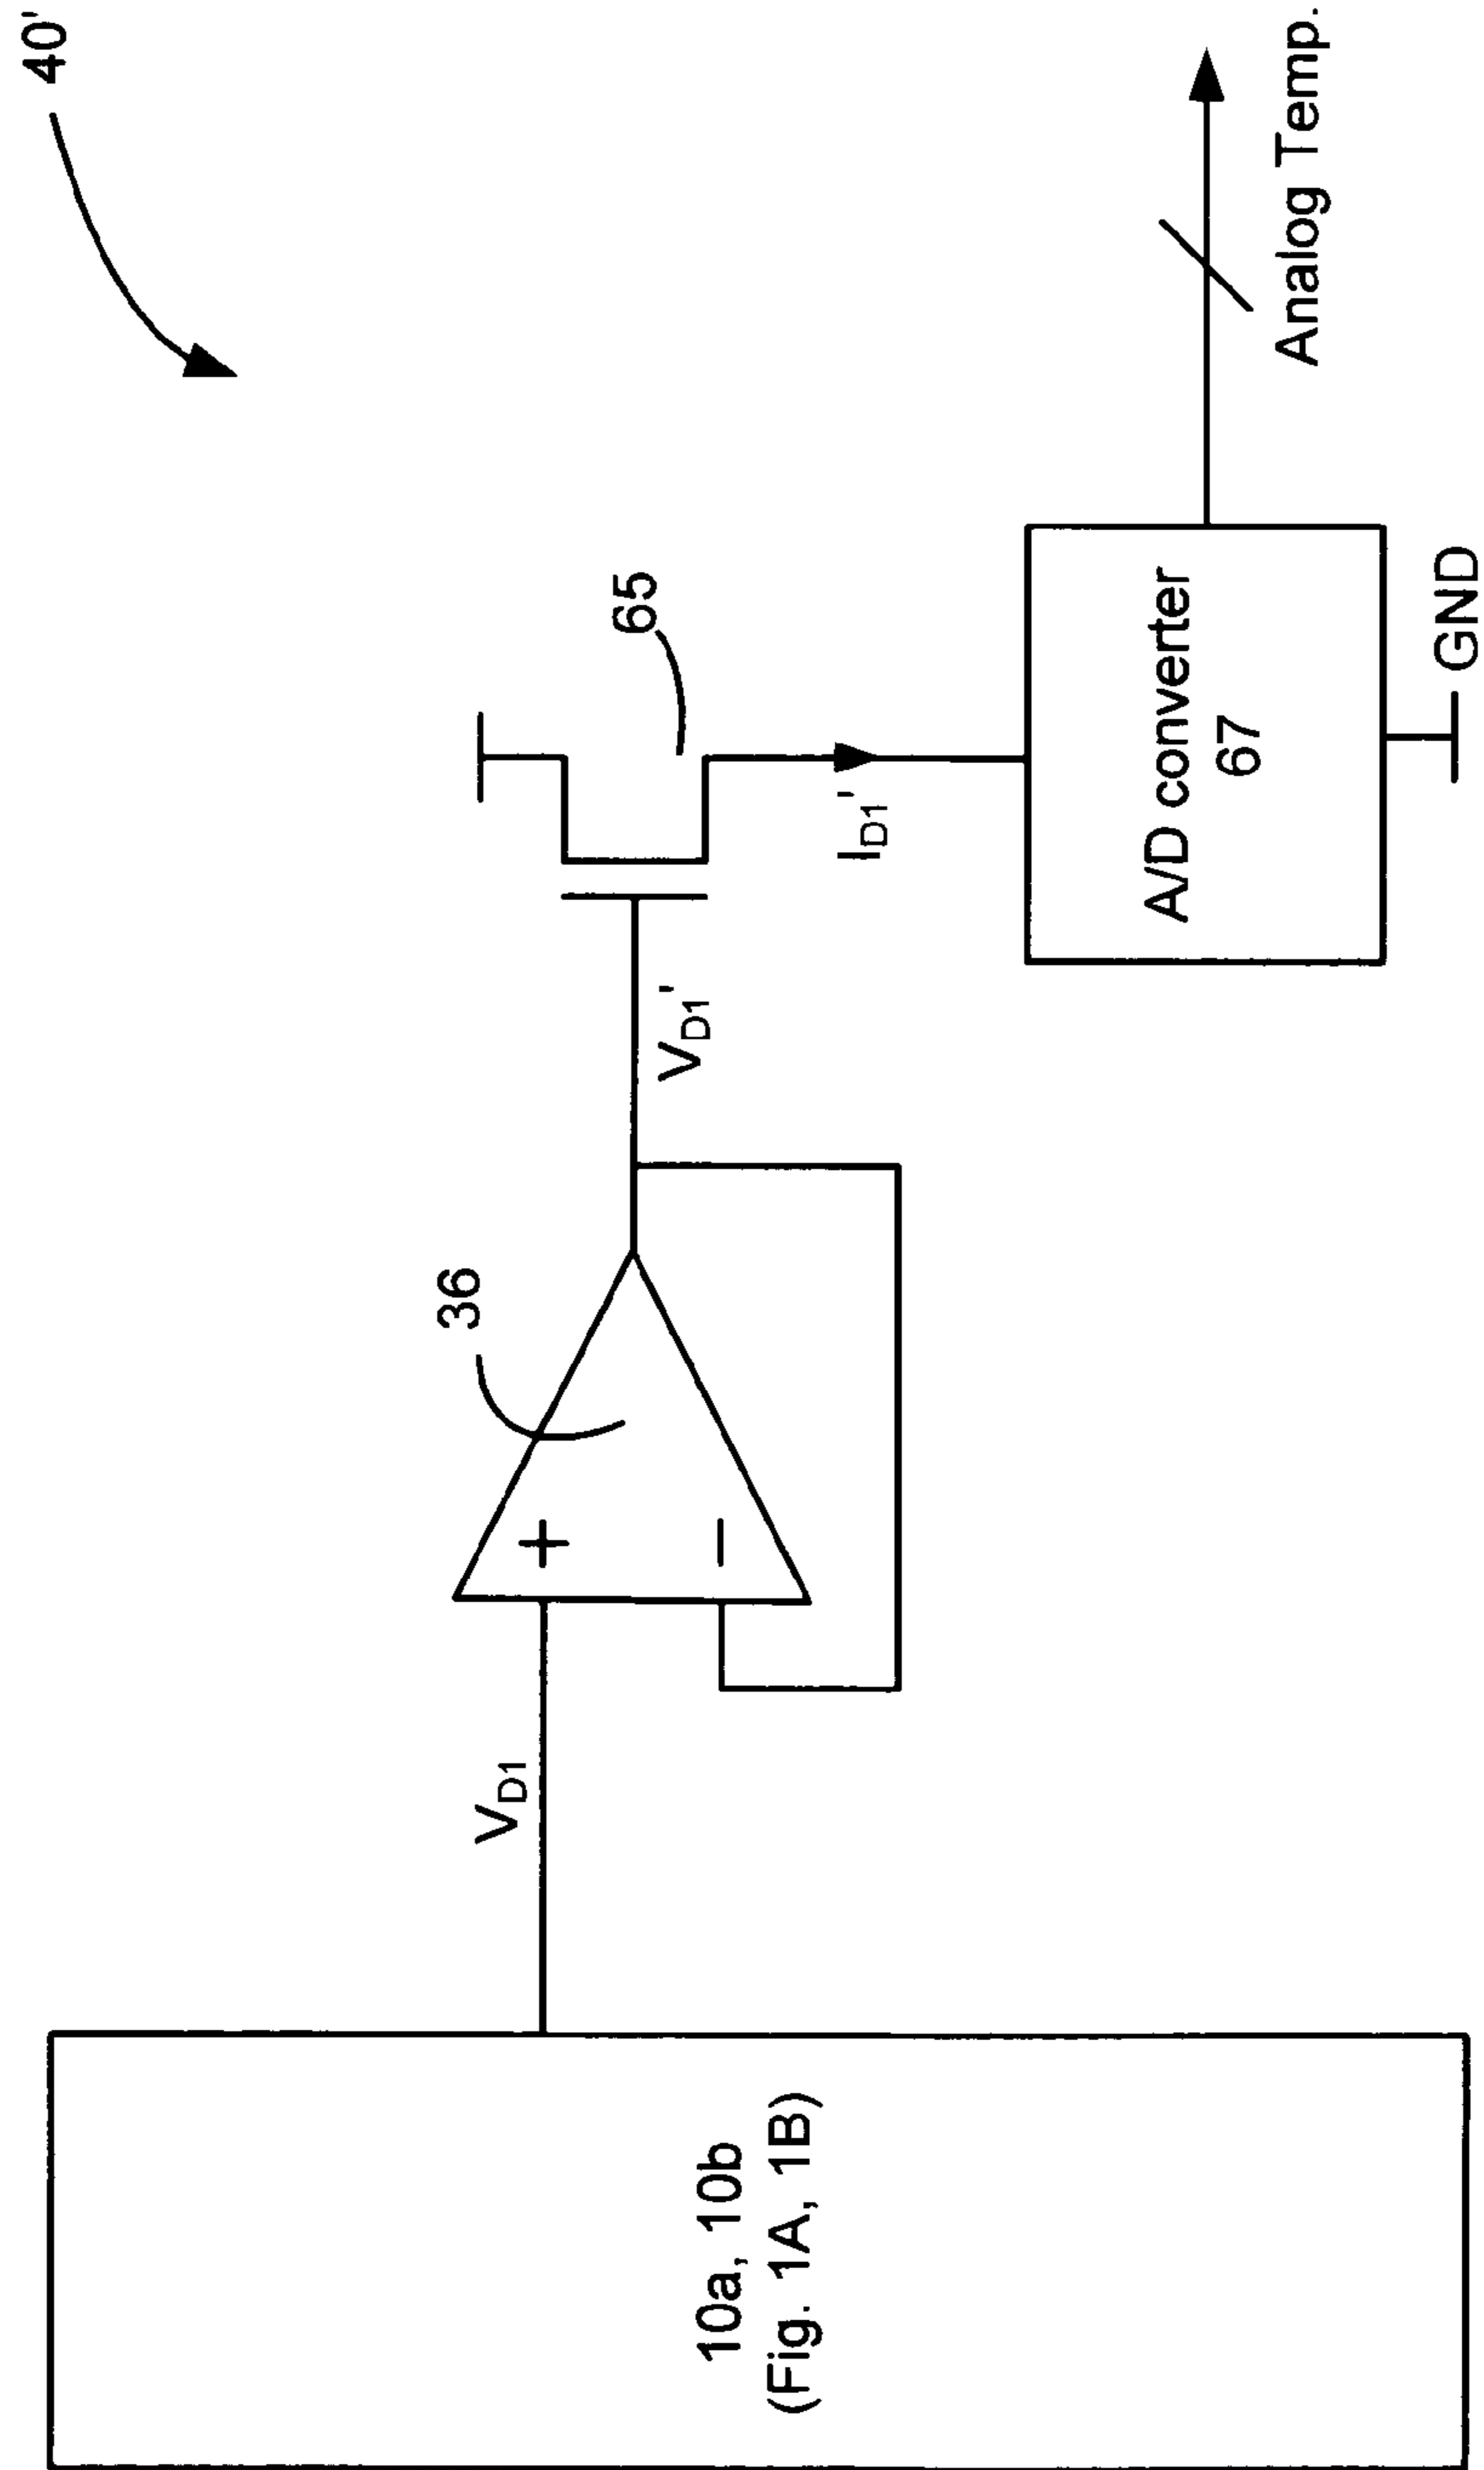 40'
10a, 10b
(Fig. 1A, 1B)
V_D1
+
−
36
V_D1'
65
I_D1'
A/D converter
67
GND
Analog Temp.